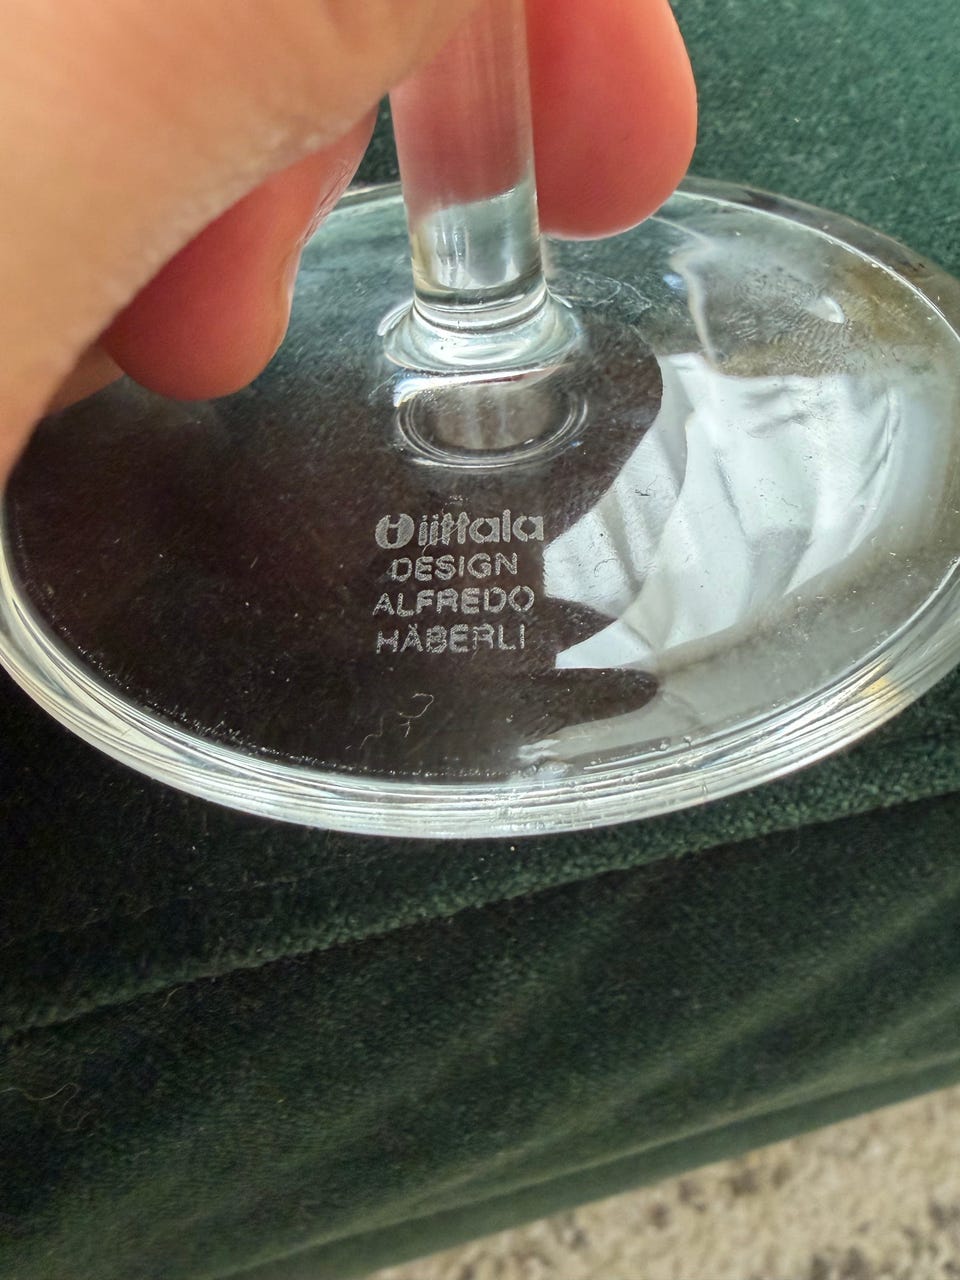 iittala
DESIGN
ALFREDO
HÄBERLI